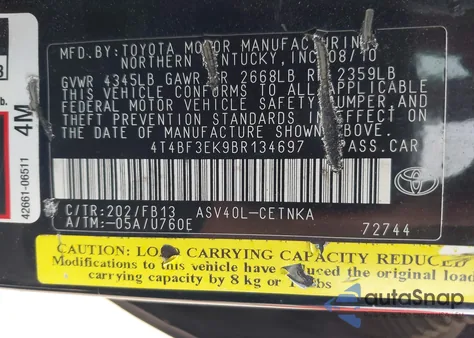 MFD. BY: TOYOTA MOTOR MANUFACTURING
NORTHERN KENTUCKY, INC. 08/10
GVWR 4345LB GAWR FR 2668LB RR 2359LB
THIS VEHICLE CONFORMS TO ALL APPLICABLE
FEDERAL MOTOR VEHICLE SAFETY, BUMPER, AND
THEFT PREVENTION STANDARDS IN EFFECT ON THE
DATE OF MANUFACTURE SHOWN ABOVE.
4T4BF3EK9BR134697 PASS.CAR
C/TR:202/FB13 ASV40L-CETNKA
A/TM:-05A/U760E 72744
TOYOTA
4M
42661-06511
CAUTION: LOAD CARRYING CAPACITY REDUCED
Modifications to this vehicle have reduced the original load
carrying capacity by 8 kg or lbs
autoSnap